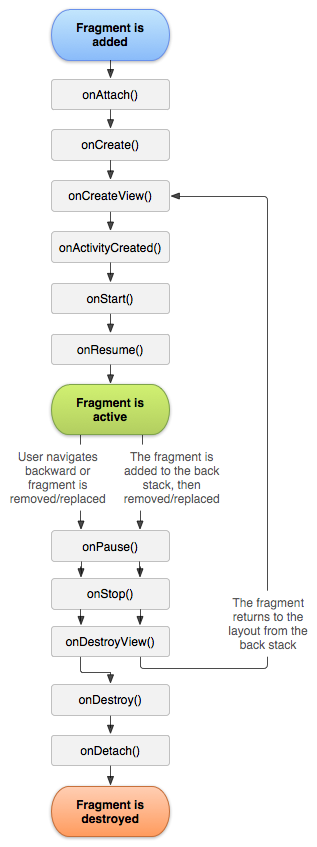 Fragment is
added
onAttach()
onCreate()
onCreateView()
onActivityCreated()
onStart()
onResume()
Fragment is
active
User navigates
backward or
fragment is
removed/replaced
The fragment is
added to the back
stack, then
removed/replaced
onPause()
onStop()
onDestroyView()
The fragment
returns to the
layout from the
back stack
onDestroy()
onDetach()
Fragment is
destroyed